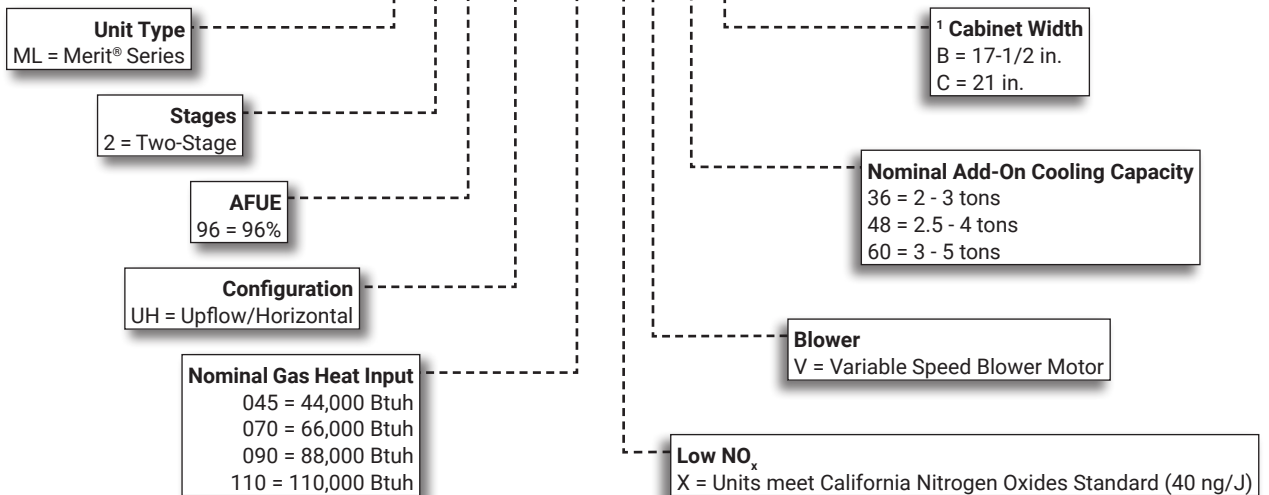 Unit Type
ML = Merit® Series
Stages
2 = Two-Stage
AFUE
96 = 96%
Configuration
UH = Upflow/Horizontal
Nominal Gas Heat Input
045 = 44,000 Btuh
070 = 66,000 Btuh
090 = 88,000 Btuh
110 = 110,000 Btuh
¹ Cabinet Width
B = 17-1/2 in.
C = 21 in.
Nominal Add-On Cooling Capacity
36 = 2 - 3 tons
48 = 2.5 - 4 tons
60 = 3 - 5 tons
Blower
V = Variable Speed Blower Motor
Low NOₓ
X = Units meet California Nitrogen Oxides Standard (40 ng/J)